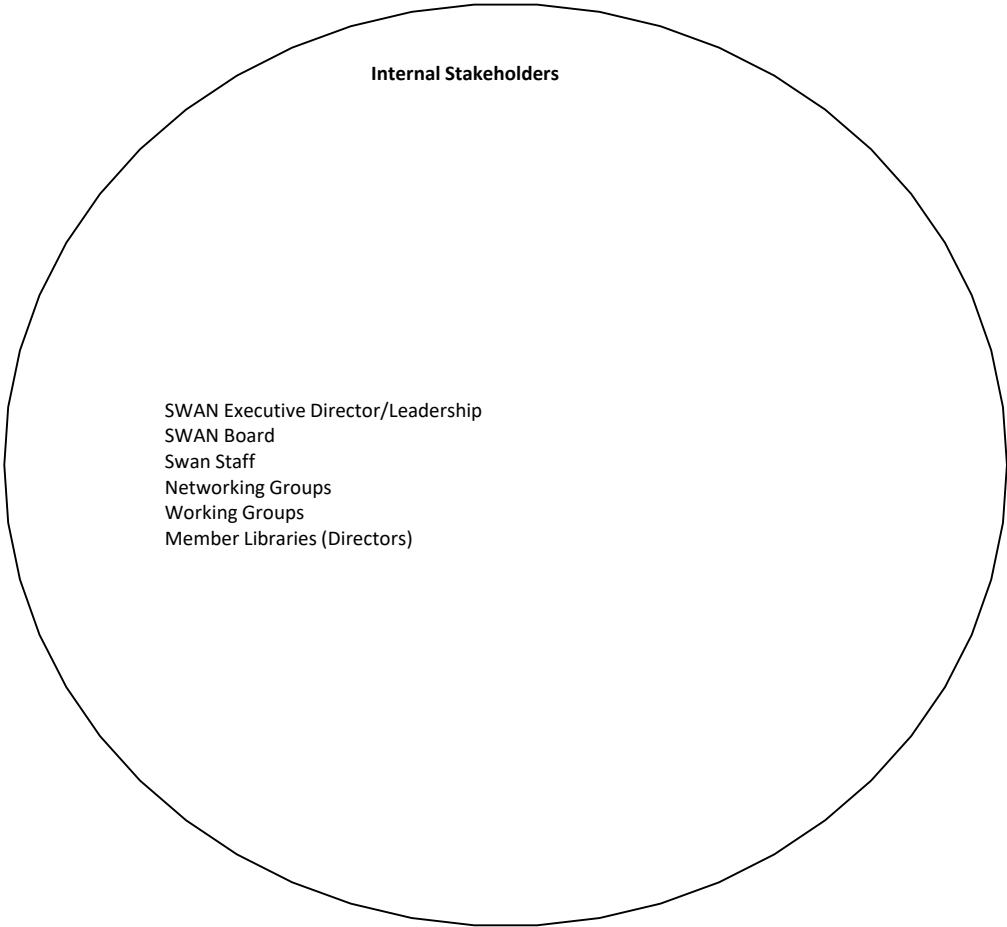 Internal Stakeholders
SWAN Executive Director/Leadership
SWAN Board
Swan Staff
Networking Groups
Working Groups
Member Libraries (Directors)